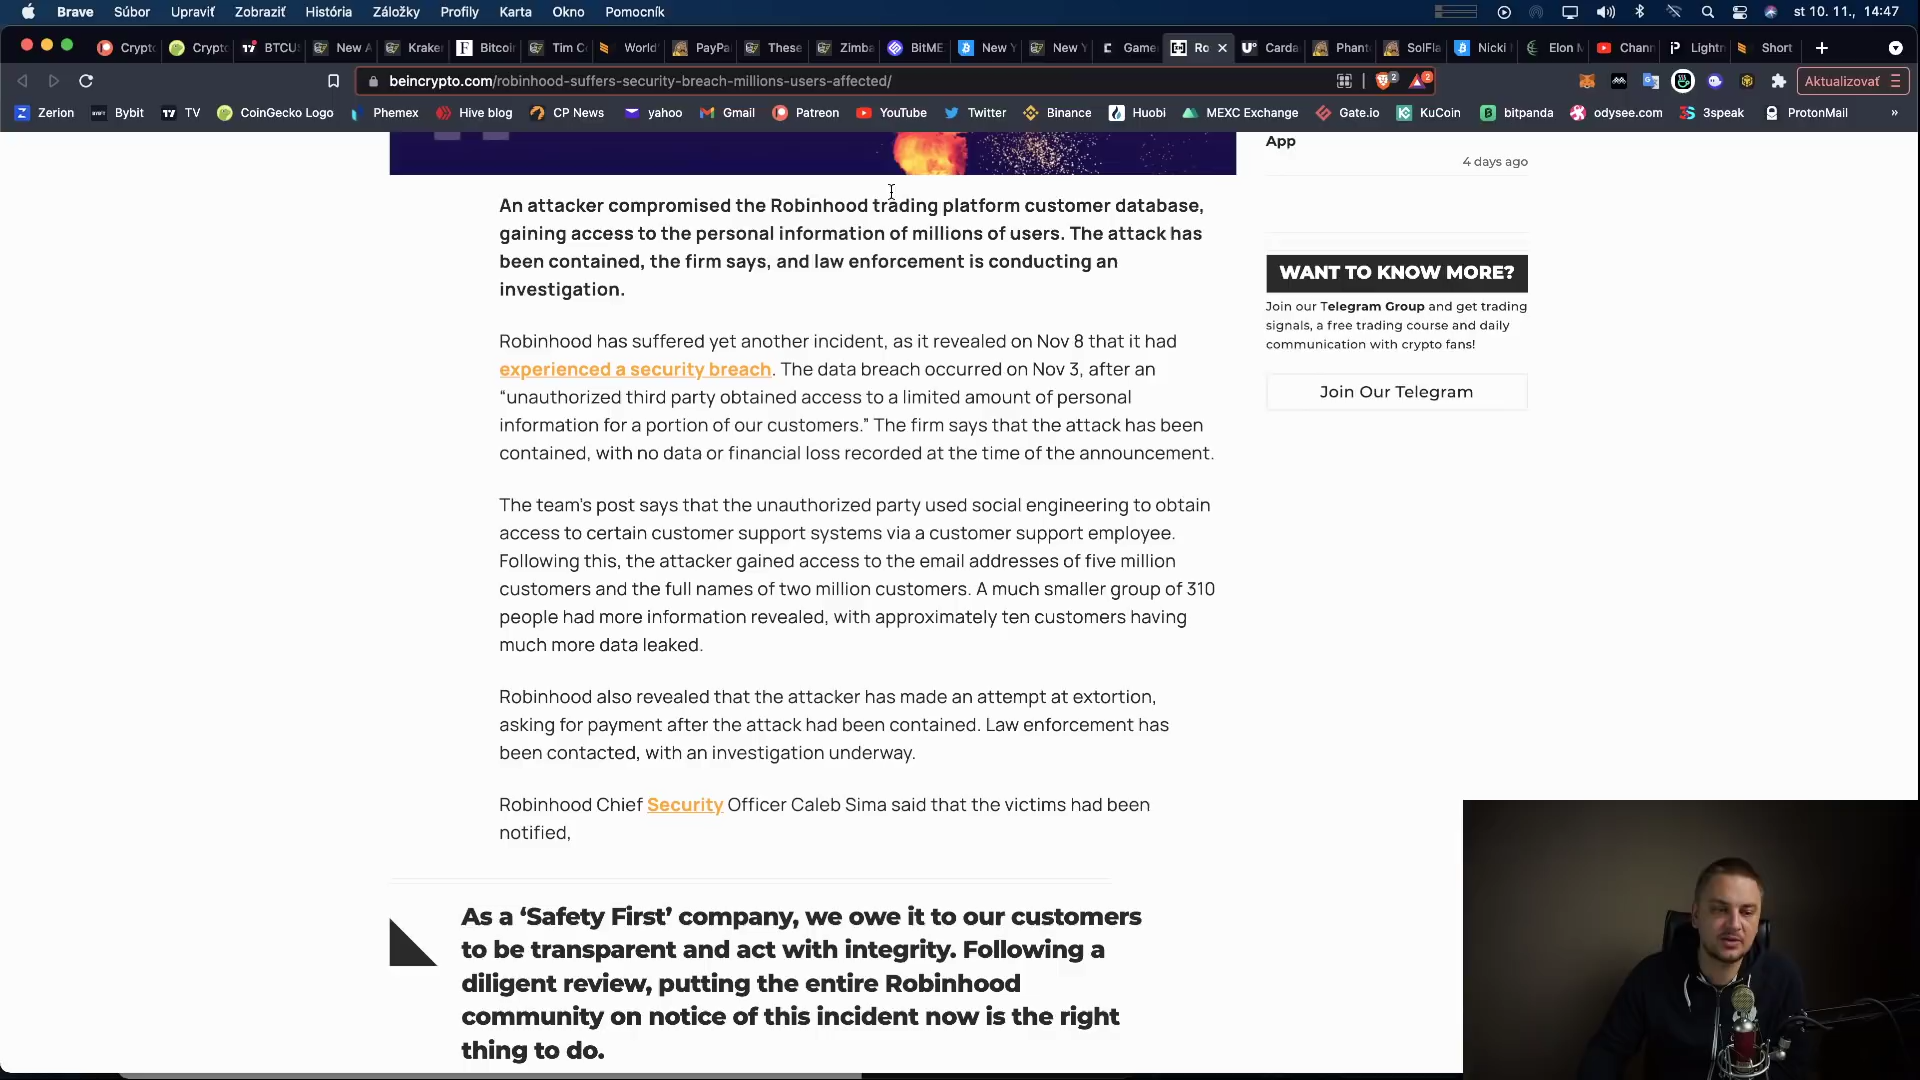 Brave Súbor Upraviť Zobraziť História Záložky Profily Karta Okno Pomocník st 10. 11., 14:47
Crypto Crypto BTCUS New A Kraken Bitcoin Tim C World' PayPa These Zimba BitME New Y New Y Game Ro Carda Phant SolFla Nicki Elon M Chann Lightn Short
beincrypto.com/robinhood-suffers-security-breach-millions-users-affected/ 2 2 Aktualizovať
Zerion Bybit TV CoinGecko Logo Phemex Hive blog CP News yahoo Gmail Patreon YouTube Twitter Binance Huobi MEXC Exchange Gate.io KuCoin bitpanda odysee.com 3speak ProtonMail »
App
4 days ago
An attacker compromised the Robinhood trading platform customer database,
gaining access to the personal information of millions of users. The attack has
been contained, the firm says, and law enforcement is conducting an
investigation.
Robinhood has suffered yet another incident, as it revealed on Nov 8 that it had
experienced a security breach. The data breach occurred on Nov 3, after an
“unauthorized third party obtained access to a limited amount of personal
information for a portion of our customers.” The firm says that the attack has been
contained, with no data or financial loss recorded at the time of the announcement.
The team’s post says that the unauthorized party used social engineering to obtain
access to certain customer support systems via a customer support employee.
Following this, the attacker gained access to the email addresses of five million
customers and the full names of two million customers. A much smaller group of 310
people had more information revealed, with approximately ten customers having
much more data leaked.
Robinhood also revealed that the attacker has made an attempt at extortion,
asking for payment after the attack had been contained. Law enforcement has
been contacted, with an investigation underway.
Robinhood Chief Security Officer Caleb Sima said that the victims had been
notified,
As a ‘Safety First’ company, we owe it to our customers
to be transparent and act with integrity. Following a
diligent review, putting the entire Robinhood
community on notice of this incident now is the right
thing to do.
WANT TO KNOW MORE?
Join our Telegram Group and get trading
signals, a free trading course and daily
communication with crypto fans!
Join Our Telegram